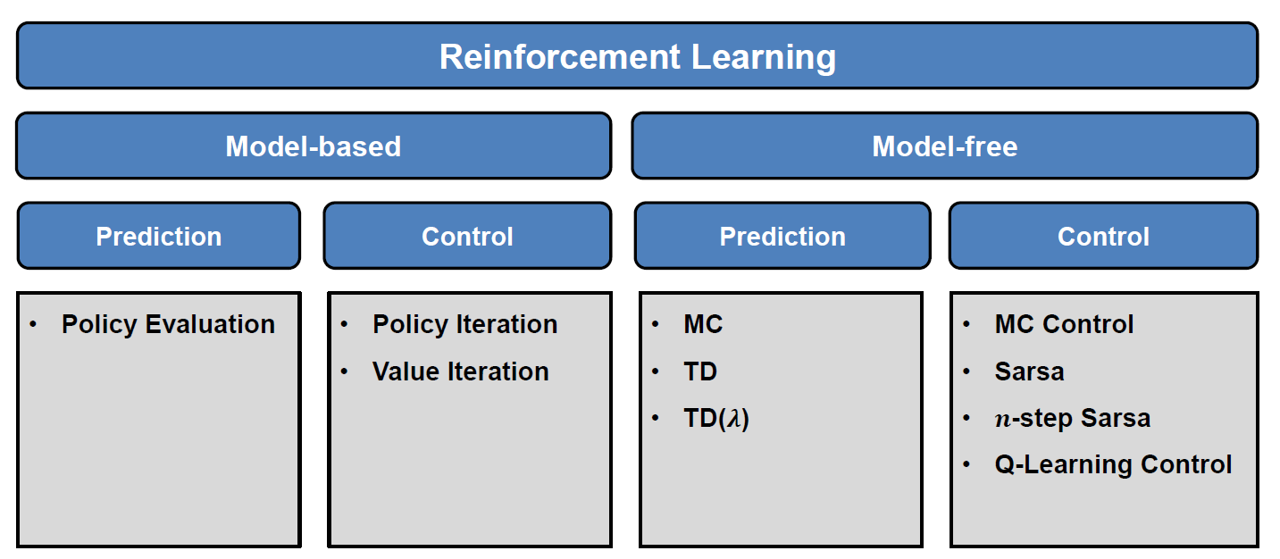 Reinforcement Learning
Model-based
Model-free
Prediction
Control
Prediction
Control
• Policy Evaluation
• Policy Iteration
• Value Iteration
• MC
• TD
• TD(λ)
• MC Control
• Sarsa
• n-step Sarsa
• Q-Learning Control